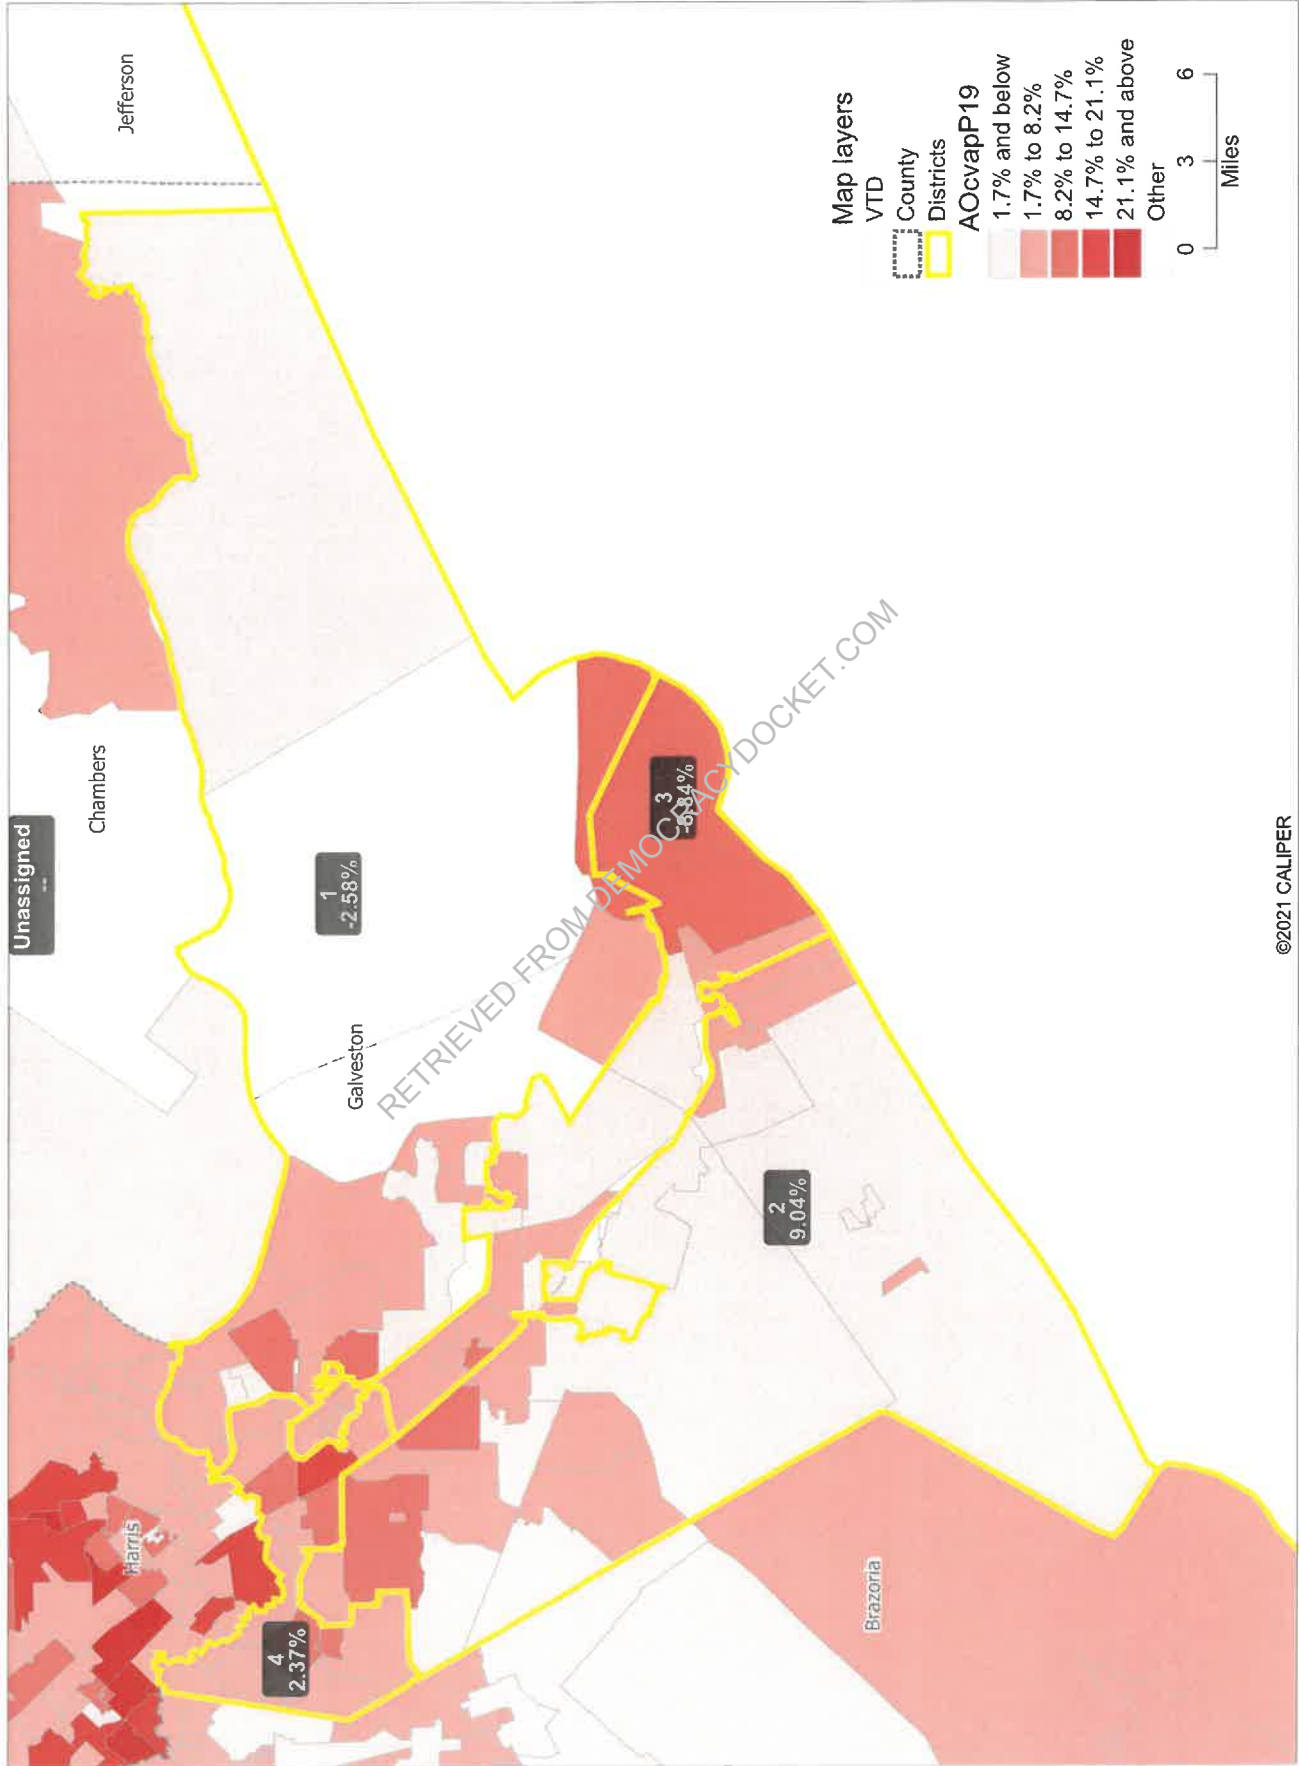 Unassigned
--
Jefferson
Chambers
1
-2.58%
Galveston
Harris
4
2.37%
3
-6.84%
2
9.04%
Brazoria
Map layers
VTD
County
Districts
AOcvapP19
1.7% and below
1.7% to 8.2%
8.2% to 14.7%
14.7% to 21.1%
21.1% and above
Other
0 3 6
Miles
©2021 CALIPER
RETRIEVED FROM DEMOCRACYDOCKET.COM